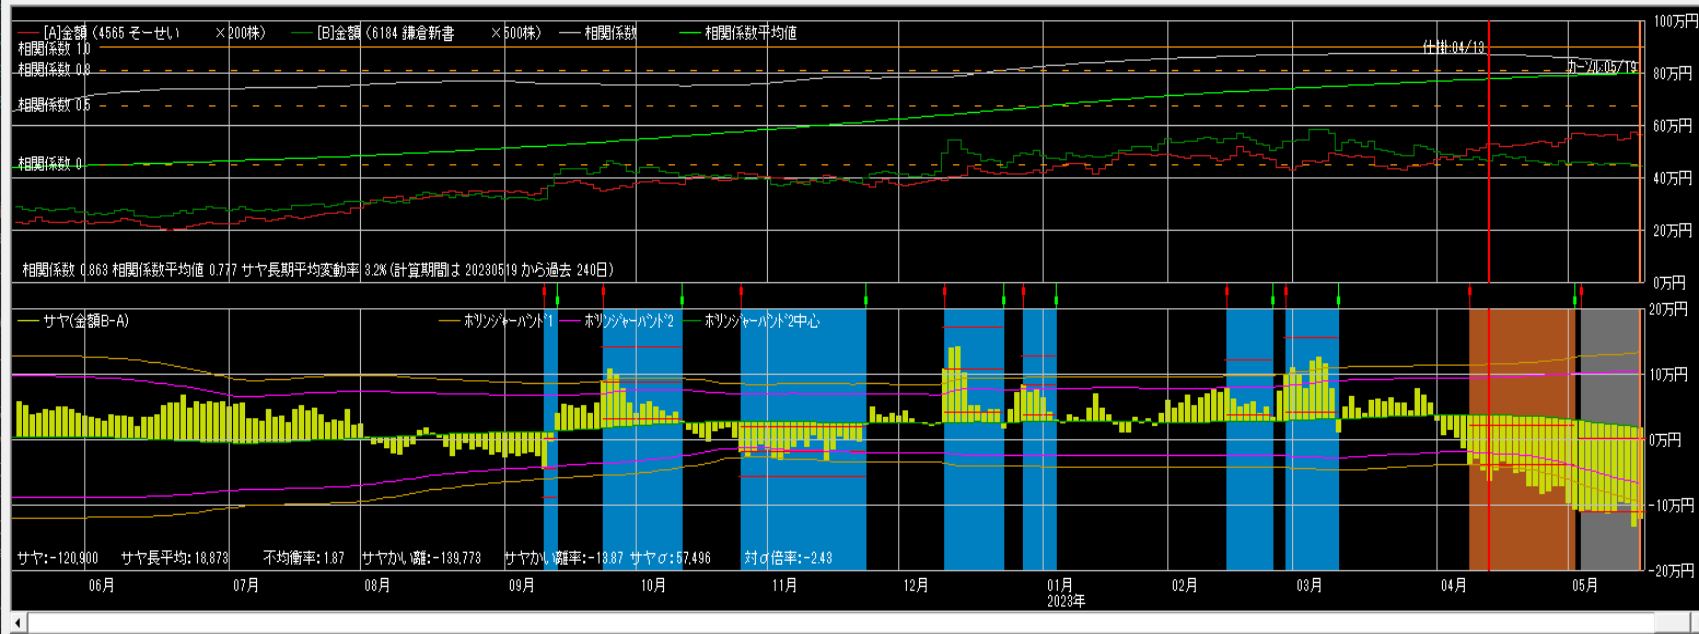 [A]金額 (4565 そーせい ×200株) [B]金額 (6184 鎌倉新書 ×500株) 相関係数 相関係数平均値
100万円
相関係数 1.0
仕掛:04/13
相関係数 0.8
カーソル:05/19
80万円
相関係数 0.5
60万円
相関係数 0
40万円
20万円
相関係数 0.863 相関係数平均値 0.777 サヤ長期平均変動率 3.2% (計算期間は 20230519 から過去 240日)
0万円
サヤ(金額B-A) ボリンジャーバンド1 ボリンジャーバンド2 ボリンジャーバンド2中心
20万円
10万円
0万円
-10万円
サヤ:-120,900 サヤ長平均:18,873 不均衡率:1.87 サヤかい離:-139,773 サヤかい離率:-13.87 サヤσ:57,496 対σ倍率:-2.43
-20万円
06月 07月 08月 09月 10月 11月 12月 01月 02月 03月 04月 05月
2023年